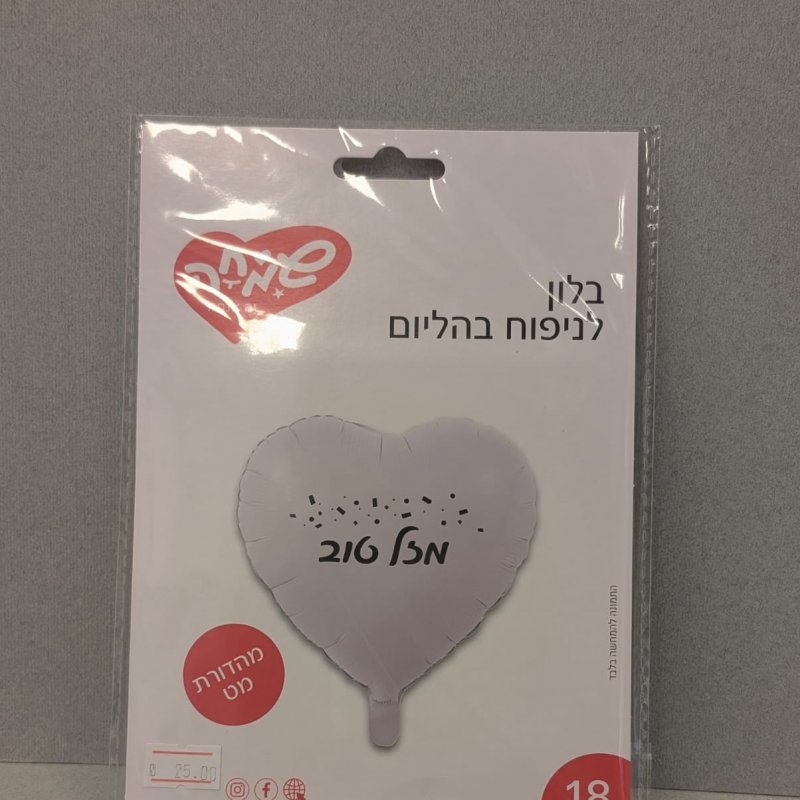 שמחה
בלון
לניפוח בהליום
מזל טוב
התמונה להמחשה בלבד
מהדורת
מט
25.00
18